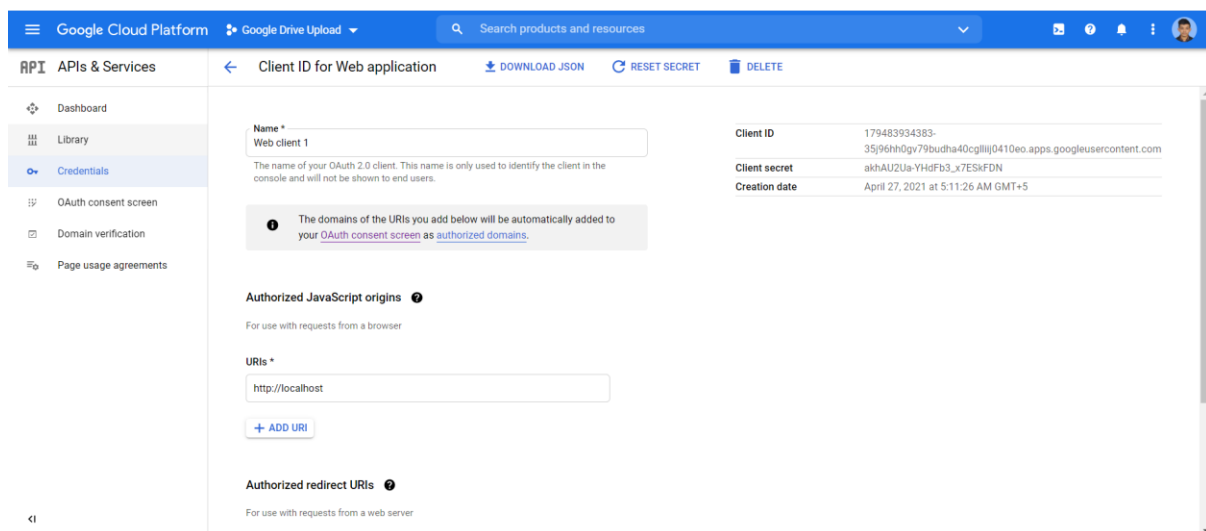 Google Cloud Platform
Google Drive Upload
Search products and resources
API APIs & Services
Client ID for Web application
DOWNLOAD JSON
RESET SECRET
DELETE
Dashboard
Library
Credentials
OAuth consent screen
Domain verification
Page usage agreements
Name *
Web client 1
The name of your OAuth 2.0 client. This name is only used to identify the client in the
console and will not be shown to end users.
The domains of the URIs you add below will be automatically added to
your OAuth consent screen as authorized domains.
Authorized JavaScript origins
For use with requests from a browser
URIs *
http://localhost
+ ADD URI
Authorized redirect URIs
For use with requests from a web server
Client ID
179483934383-
35j96hh0gv79budha40cglliij0410eo.apps.googleusercontent.com
Client secret
akhAU2Ua-YHdFb3_x7ESkFDN
Creation date
April 27, 2021 at 5:11:26 AM GMT+5